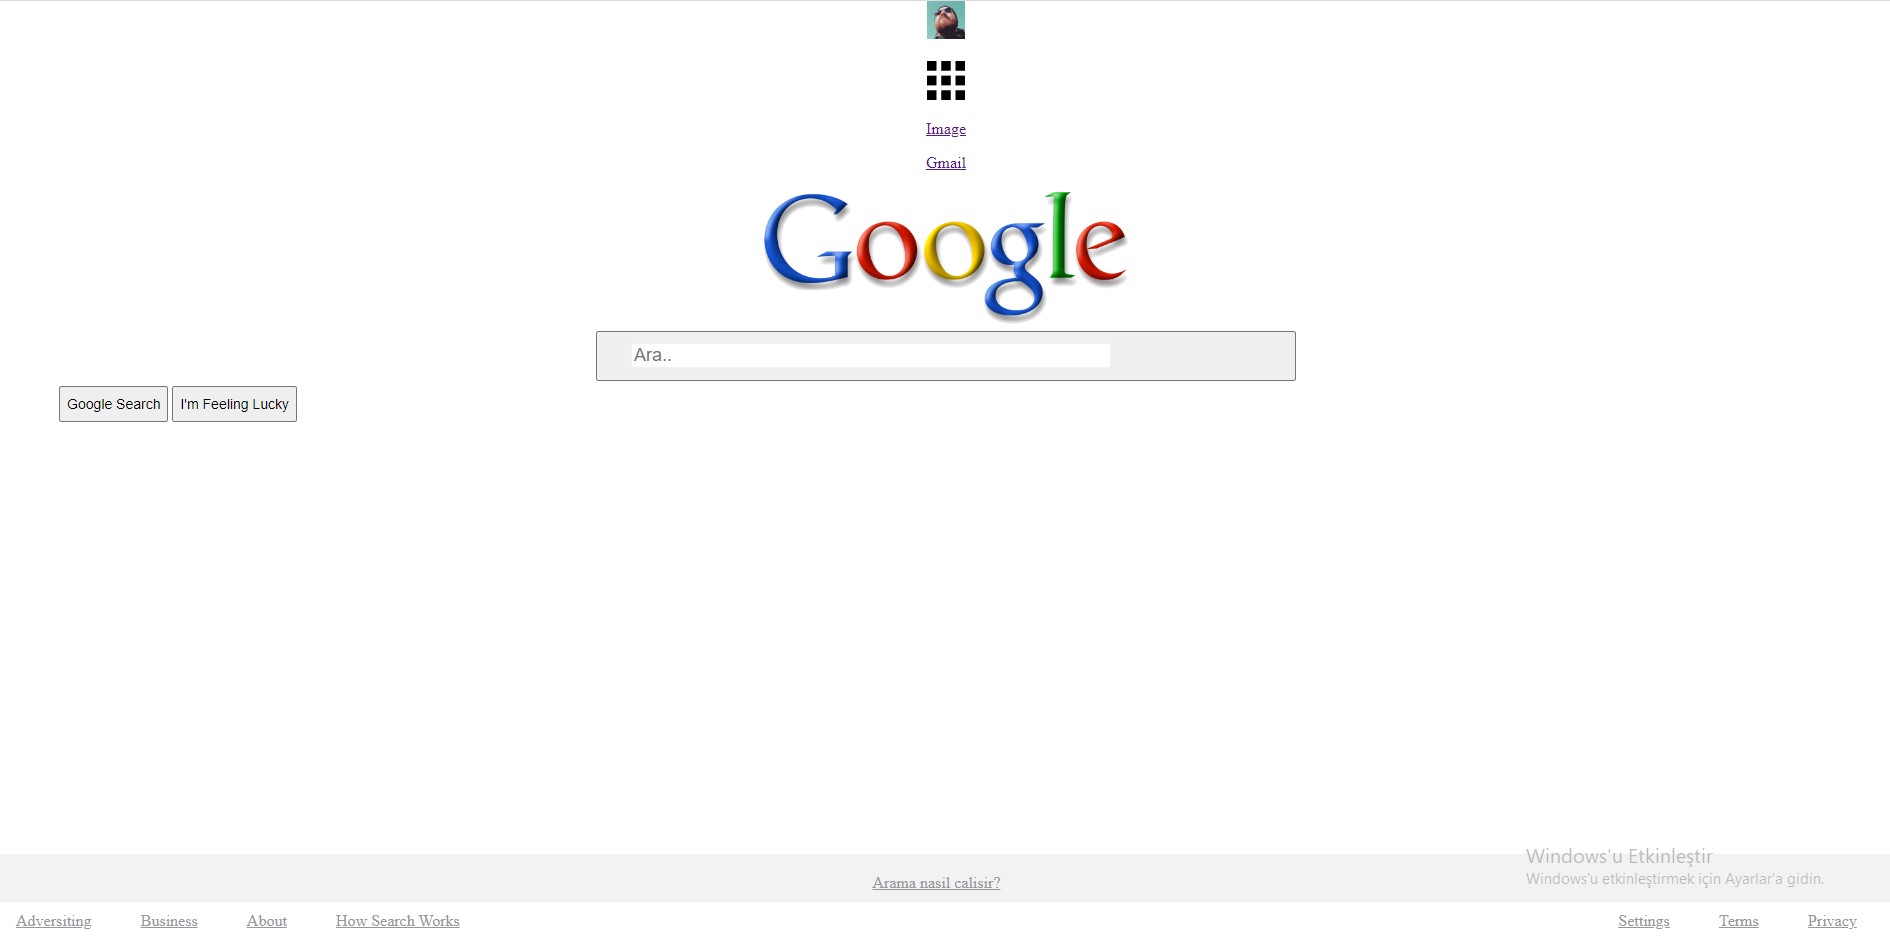 Image
Gmail
Google
Ara..
Google Search
I'm Feeling Lucky
Windows'u Etkinleştir
Windows'u etkinleştirmek için Ayarlar'a gidin.
Arama nasil calisir?
Adversiting Business About How Search Works Settings Terms Privacy